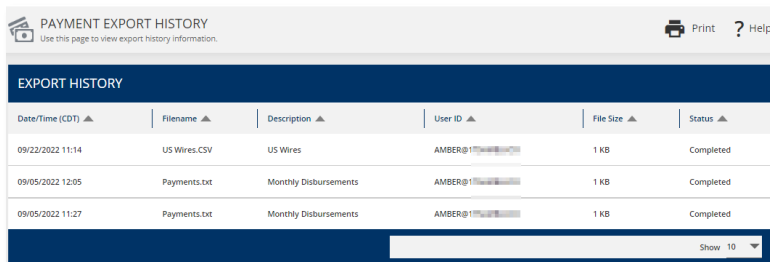 PAYMENT EXPORT HISTORY
Use this page to view export history information.
Print ? Help
EXPORT HISTORY
Date/Time (CDT) Filename Description User ID File Size Status
09/22/2022 11:14 US Wires.CSV US Wires AMBER@1 1 KB Completed
09/05/2022 12:05 Payments.txt Monthly Disbursements AMBER@1 1 KB Completed
09/05/2022 11:27 Payments.txt Monthly Disbursements AMBER@1 1 KB Completed
Show 10